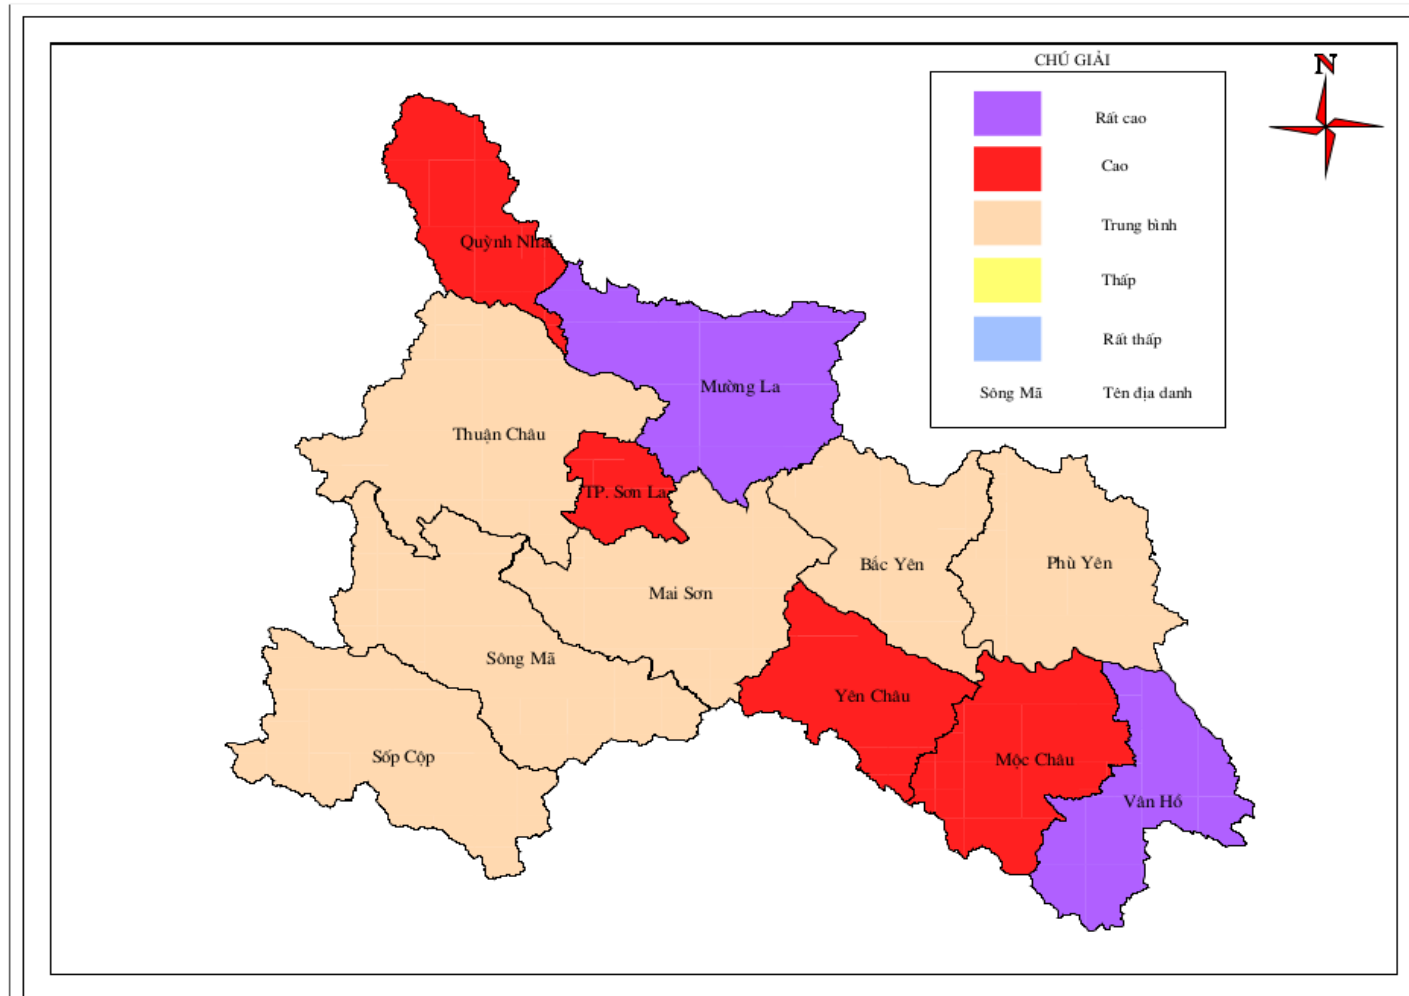 CHÚ GIẢI
N
Rất cao
Cao
Trung bình
Thấp
Rất thấp
Sông Mã Tên địa danh
Quỳnh Nhai
Mường La
Thuận Châu
TP. Sơn La
Bắc Yên
Phù Yên
Mai Sơn
Sông Mã
Yên Châu
Sốp Cộp
Mộc Châu
Vân Hồ